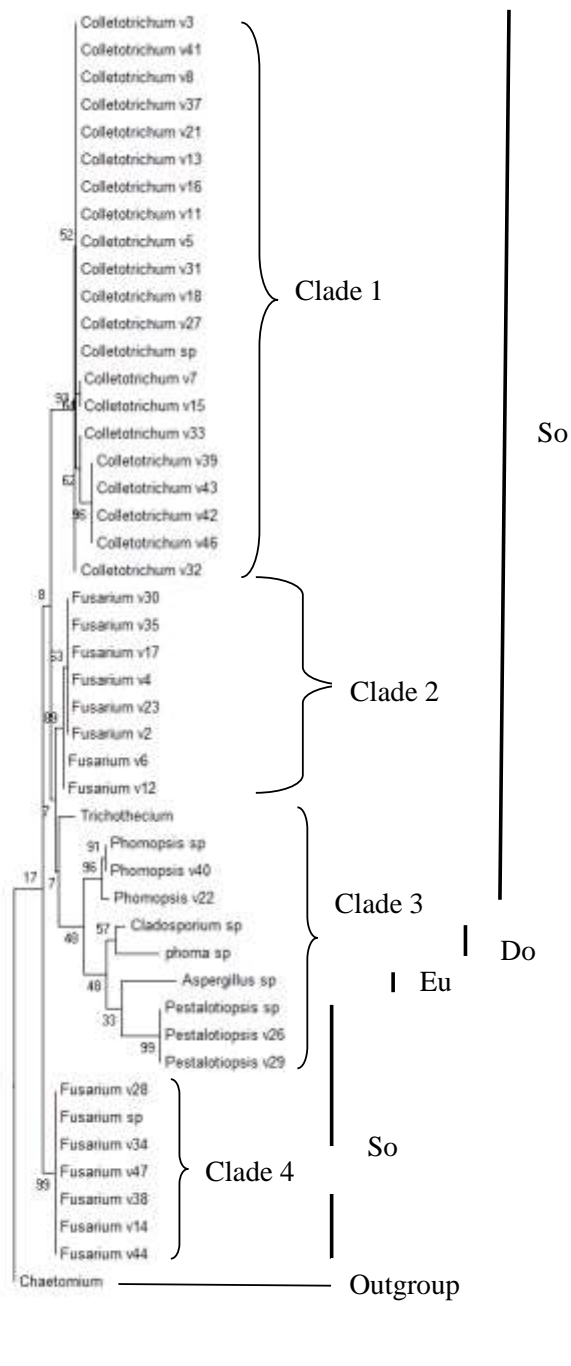 Colletotrichum v3
Colletotrichum v41
Colletotrichum v8
Colletotrichum v37
Colletotrichum v21
Colletotrichum v13
Colletotrichum v16
Colletotrichum v11
52
Colletotrichum v5
Colletotrichum v31
Colletotrichum v18
Clade 1
Colletotrichum v27
Colletotrichum sp
Colletotrichum v7
Colletotrichum v15
Colletotrichum v33
So
Colletotrichum v39
62
Colletotrichum v43
96
Colletotrichum v42
Colletotrichum v46
Colletotrichum v32
8
Fusarium v30
Fusarium v35
53
Fusarium v17
Fusarium v4
Clade 2
Fusarium v23
89
Fusarium v2
Fusarium v6
Fusarium v12
7
Trichothecium
91
Phomopsis sp
96
Phomopsis v40
17
7
Phomopsis v22
Clade 3
57
Cladosporium sp
48
phoma sp
Do
48
Aspergillus sp
Eu
33
Pestalotiopsis sp
Pestalotiopsis v26
99
Pestalotiopsis v29
Fusarium v28
Fusarium sp
Fusarium v34
So
Fusarium v47
Clade 4
99
Fusarium v38
Fusarium v14
Fusarium v44
Chaetomium
Outgroup